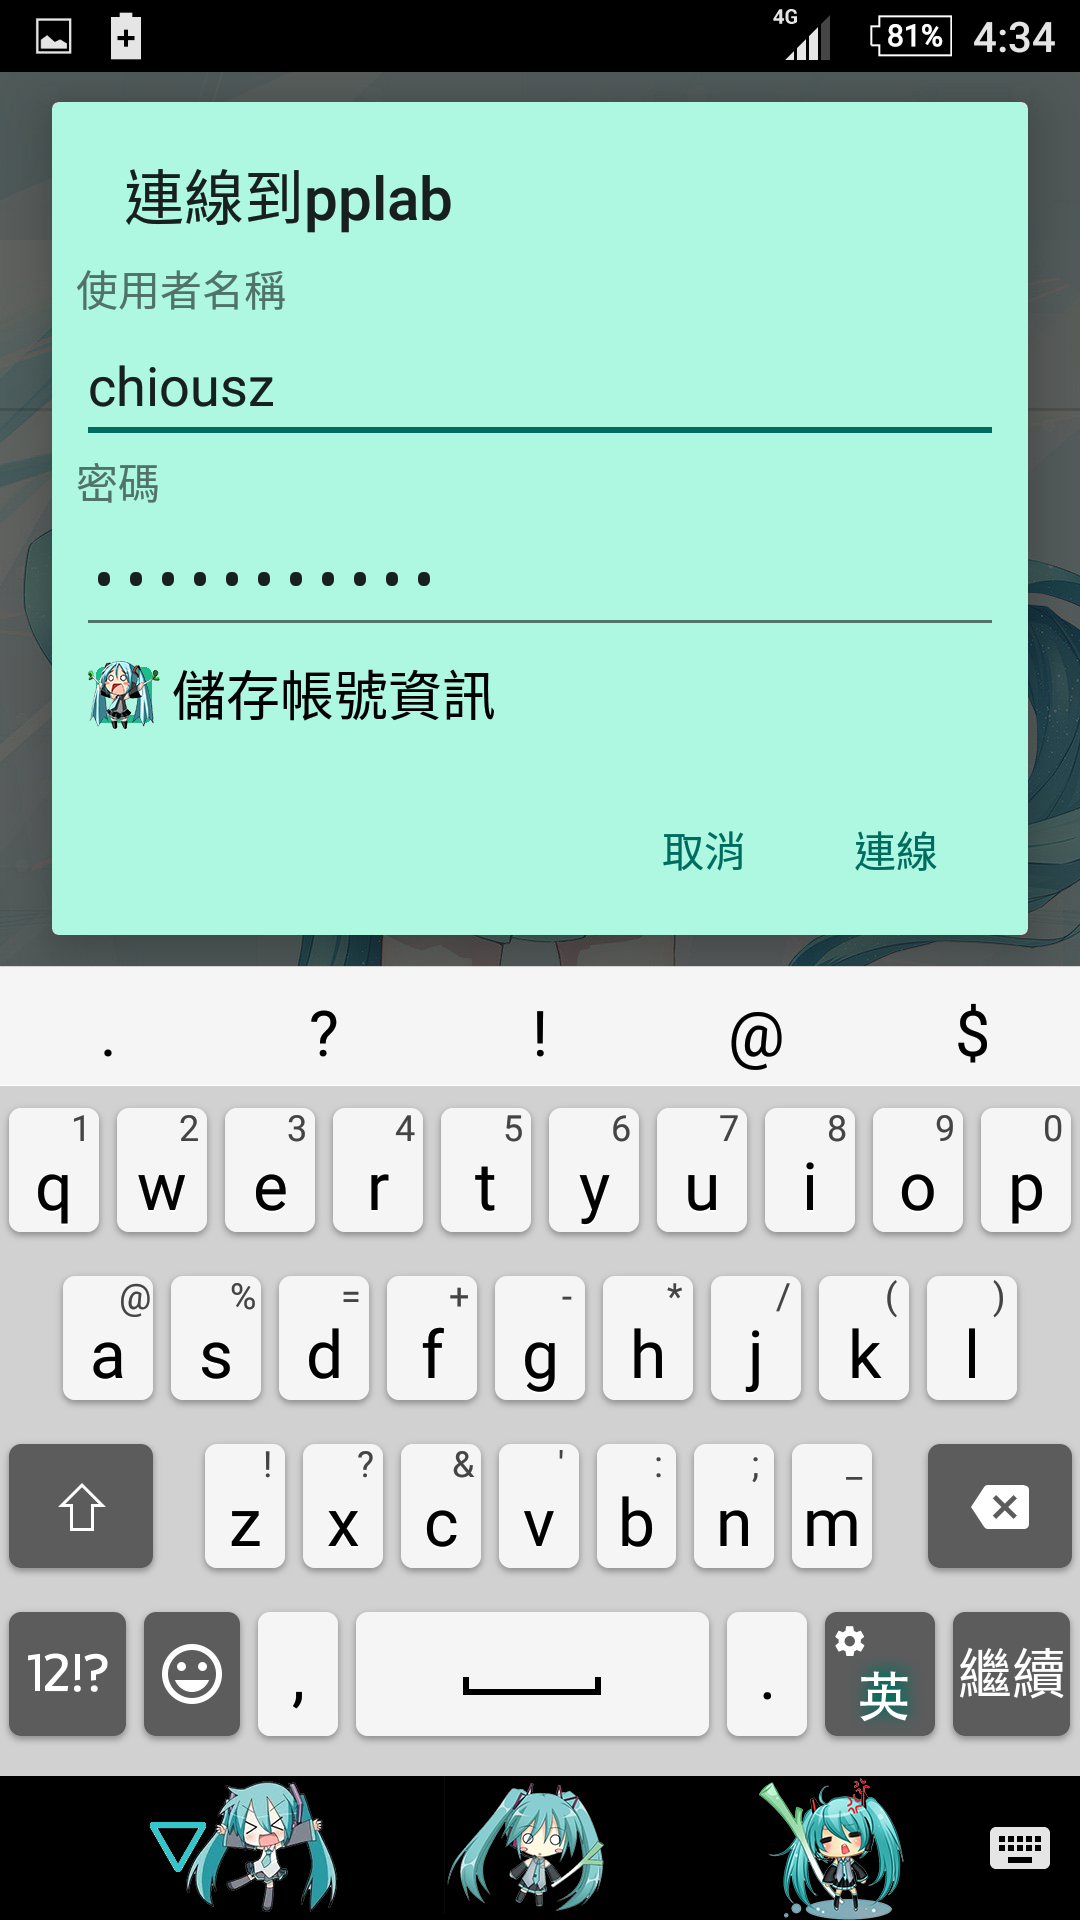 4G 81% 4:34
連線到pplab
使用者名稱
chiousz
密碼
•••••••••••
儲存帳號資訊
取消 連線
. ? ! @ $
1 2 3 4 5 6 7 8 9 0
q w e r t y u i o p
@ % = + - * / ( )
a s d f g h j k l
! ? & ' : ; _
z x c v b n m
12!? , . 英 繼續